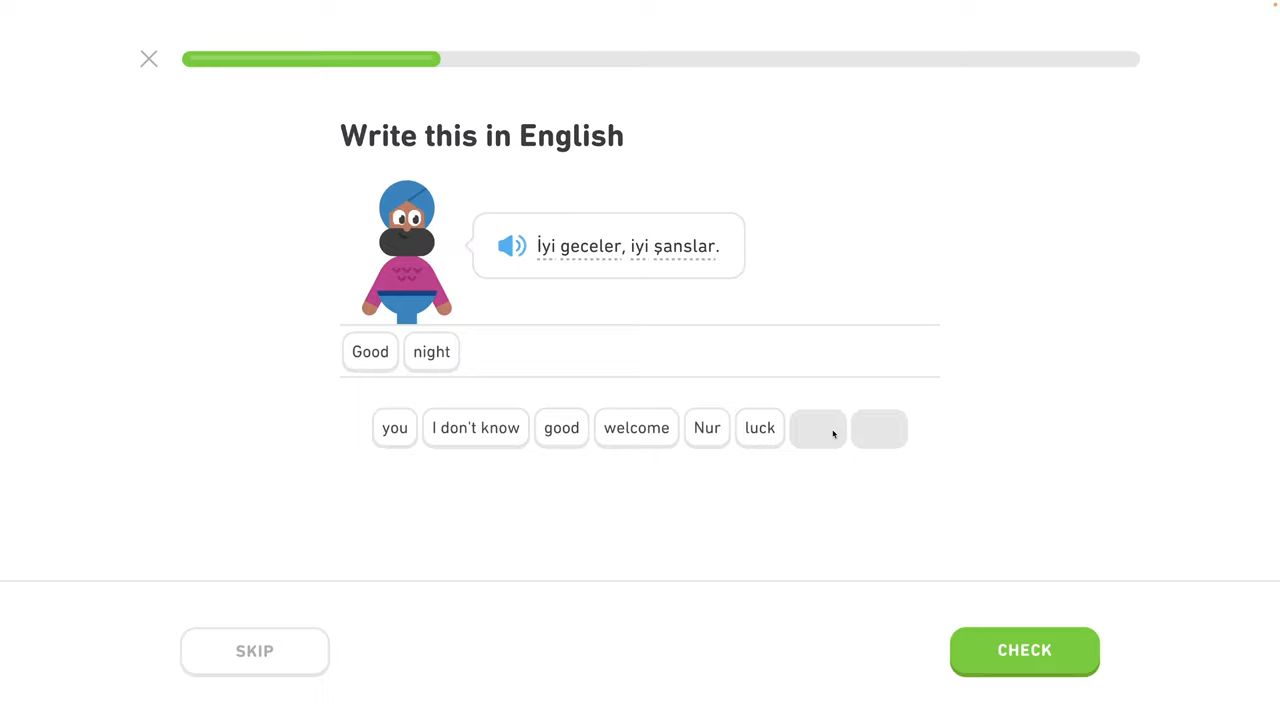 Write this in English
İyi geceler, iyi şanslar.
Good night
you I don't know good welcome Nur luck
SKIP CHECK